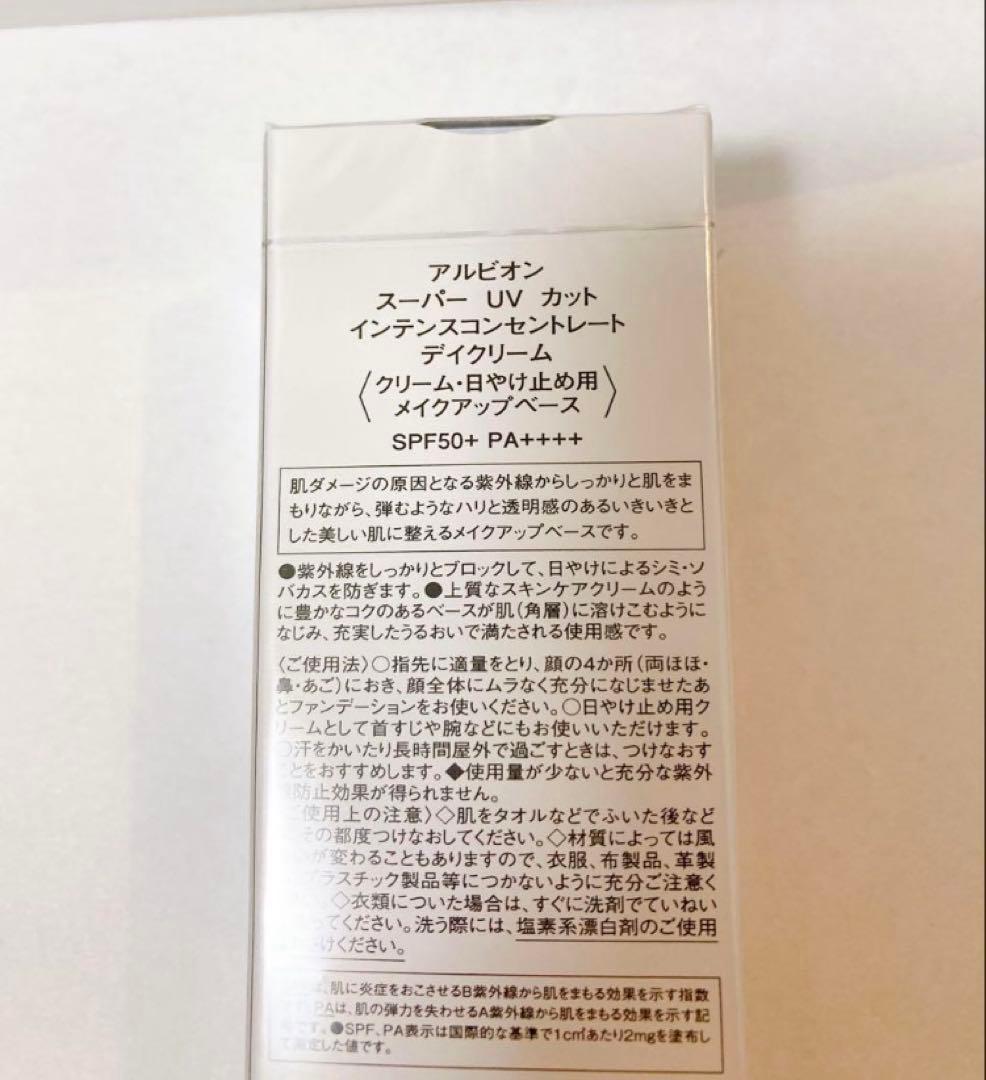 アルビオン
スーパー UV カット
インテンスコンセントレート
デイクリーム
〈クリーム・日やけ止め用
メイクアップベース〉
SPF50+ PA++++
肌ダメージの原因となる紫外線からしっかりと肌をま
もりながら、弾むようなハリと透明感のあるいきいきと
した美しい肌に整えるメイクアップベースです。
●紫外線をしっかりとブロックして、日やけによるシミ・ソ
バカスを防ぎます。●上質なスキンケアクリームのよう
に豊かなコクのあるベースが肌(角層)に溶けこむように
なじみ、充実したうるおいで満たされる使用感です。
〈ご使用法〉○指先に適量をとり、顔の4か所(両ほほ・
鼻・あご)におき、顔全体にムラなく充分になじませたあ
とファンデーションをお使いください。○日やけ止め用ク
リームとして首すじや腕などにもお使いいただけます。
○汗をかいたり長時間屋外で過ごすときは、つけなおす
ことをおすすめします。◆使用量が少ないと充分な紫外
防止効果が得られません。
ご使用上の注意〉◇肌をタオルなどでふいた後など
その都度つけなおしてください。◇材質によっては風
が変わることもありますので、衣服、布製品、革製
プラスチック製品等につかないように充分ご注意く
◇衣類についた場合は、すぐに洗剤でていねい
ってください。洗う際には、塩素系漂白剤のご使用
けください。
肌に炎症をおこさせるB紫外線から肌をまもる効果を示す指数
PAは、肌の弾力を失わせるA紫外線から肌をまもる効果を示す記
です。●SPF、PA表示は国際的な基準で1c㎡あたり2mgを塗布し
て測定した値です。